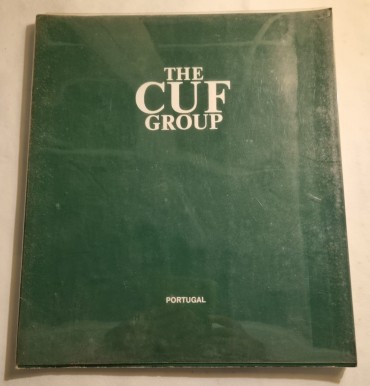 THE
CUF
GROUP
PORTUGAL